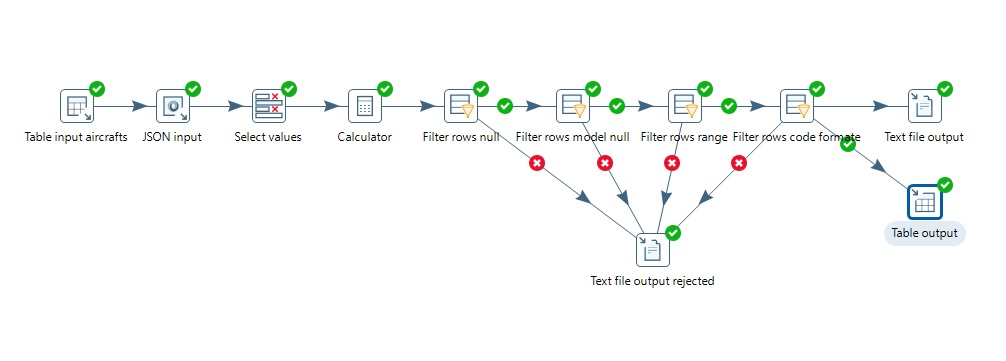 Table input aircrafts
JSON input
Select values
Calculator
Filter rows null
Filter rows model null
Filter rows range
Filter rows code formate
Text file output
Table output
Text file output rejected